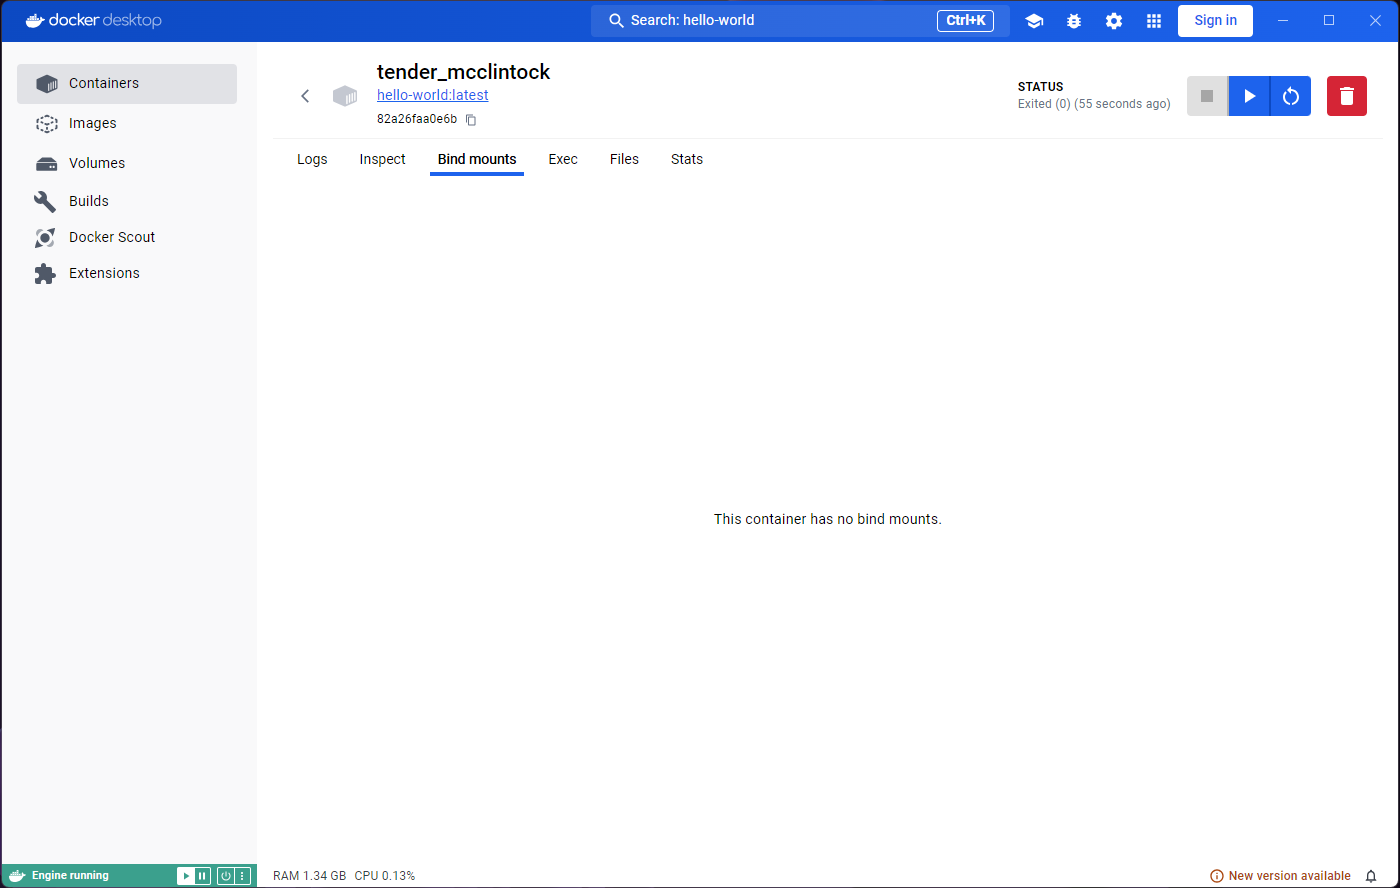 docker desktop
Search: hello-world
Ctrl+K
Sign in
Containers
Images
Volumes
Builds
Docker Scout
Extensions
tender_mcclintock
hello-world:latest
82a26faa0e6b
STATUS
Exited (0) (55 seconds ago)
Logs Inspect Bind mounts Exec Files Stats
This container has no bind mounts.
Engine running
RAM 1.34 GB CPU 0.13%
New version available